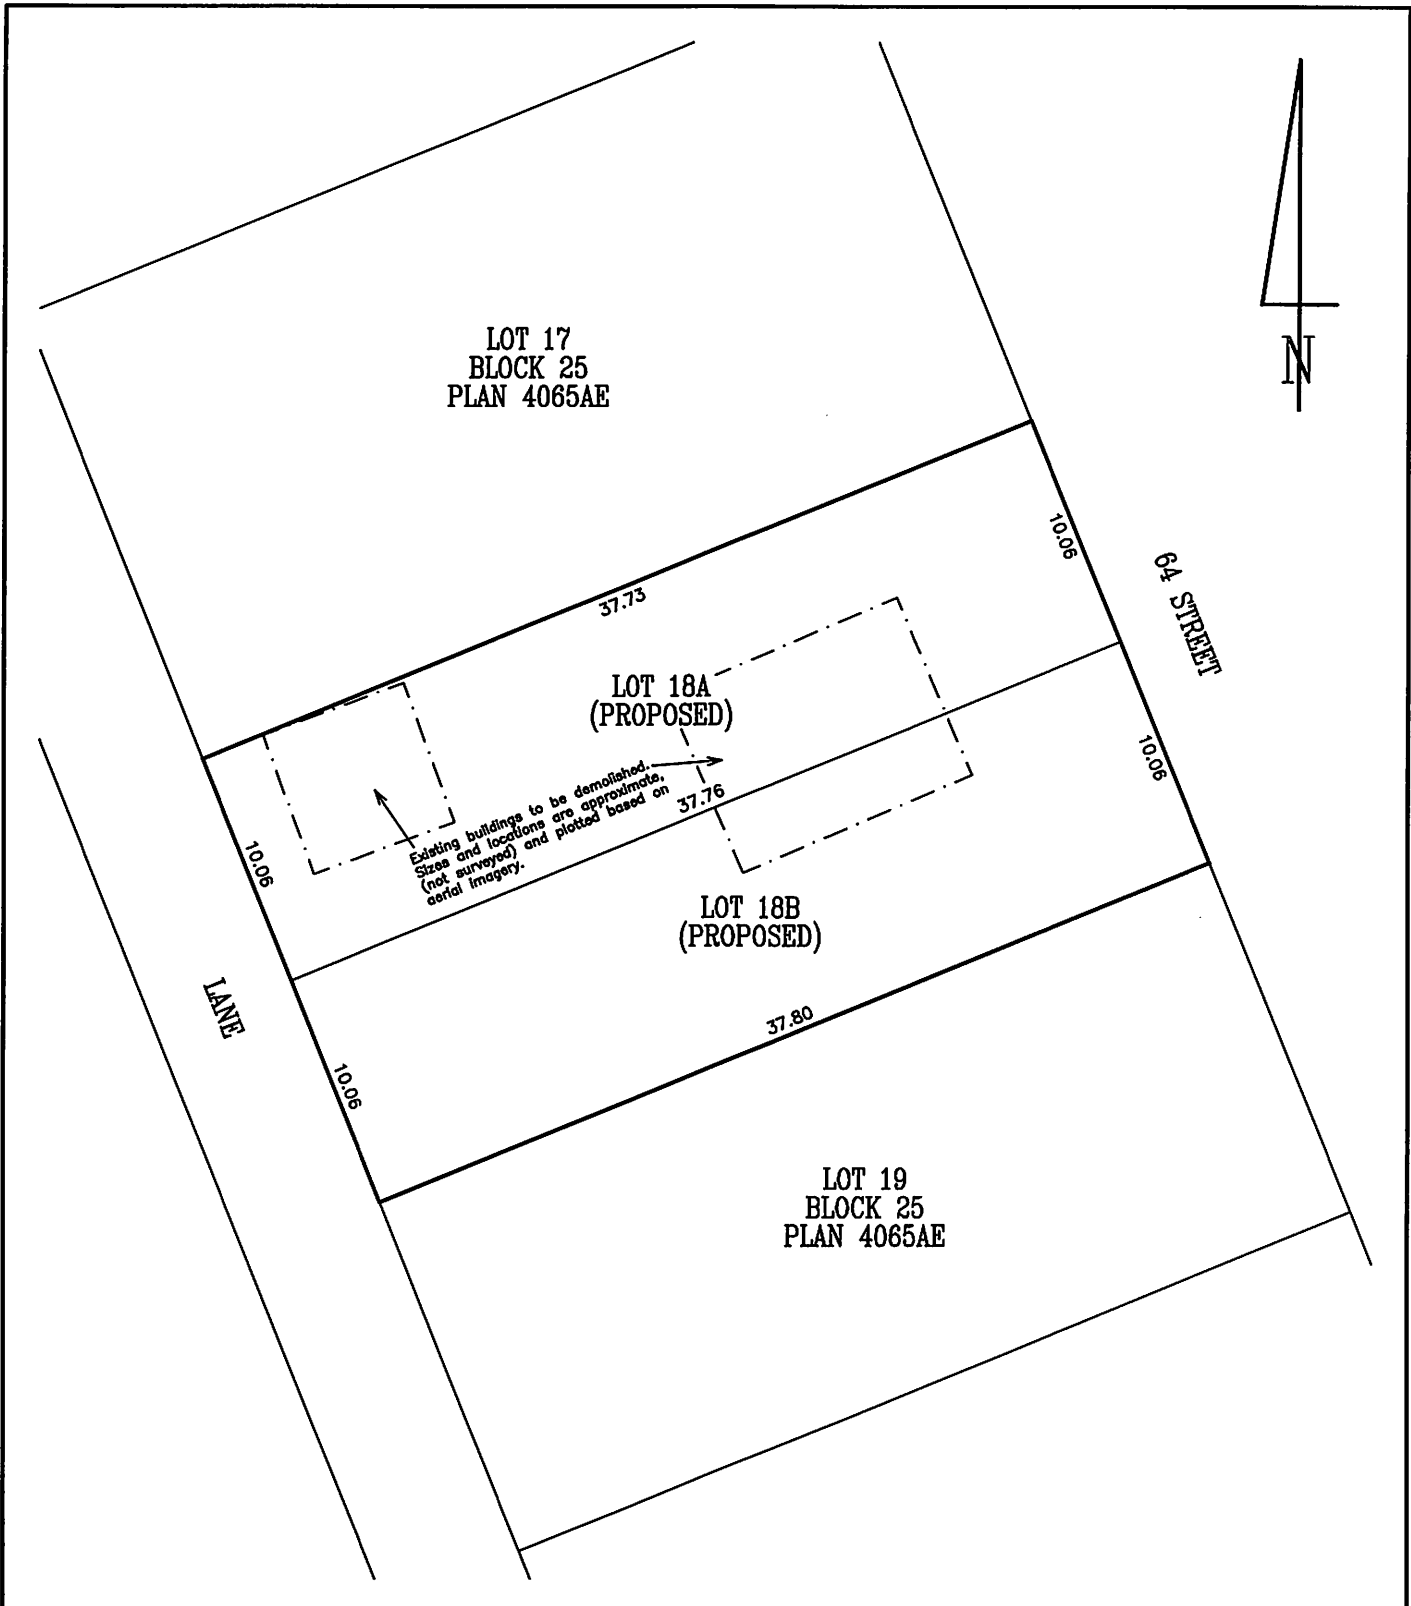 LOT 17
BLOCK 25
PLAN 4065AE
N
10.06
64 STREET
37.73
LOT 18A
(PROPOSED)
10.06
Existing buildings to be demolished.
Sizes and locations are approximate,
(not surveyed) and plotted based on
aerial imagery.
37.76
10.06
LOT 18B
(PROPOSED)
LANE
37.80
10.06
LOT 19
BLOCK 25
PLAN 4065AE